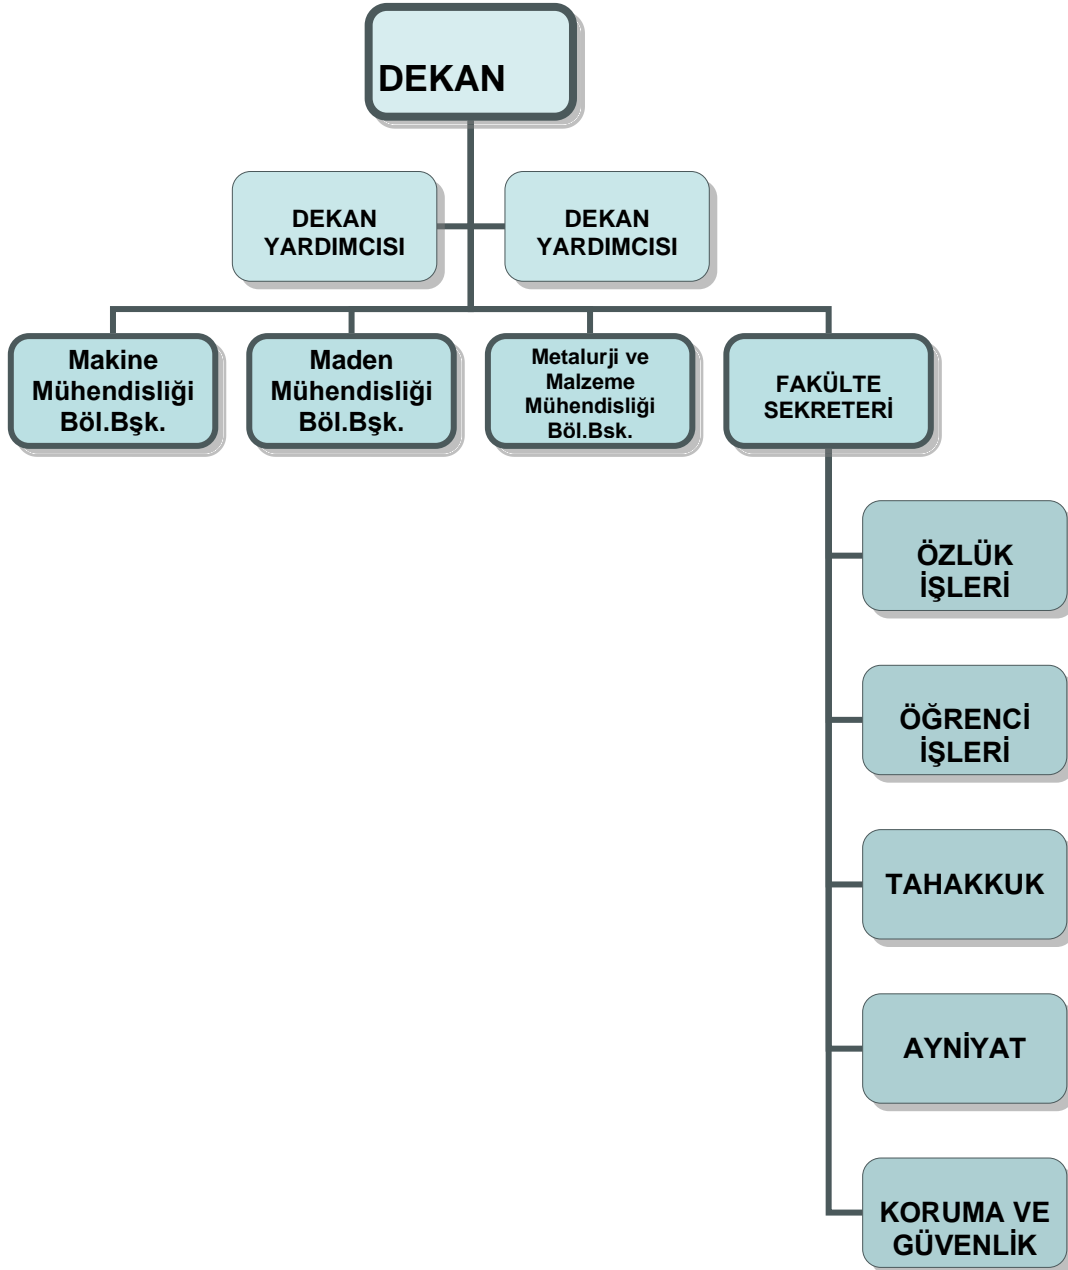 DEKAN
DEKAN
YARDIMCISI
DEKAN
YARDIMCISI
Makine
Mühendisliği
Böl.Bşk.
Maden
Mühendisliği
Böl.Bşk.
Metalurji ve
Malzeme
Mühendisliği
Böl.Bsk.
FAKÜLTE
SEKRETERİ
ÖZLÜK
İŞLERİ
ÖĞRENCİ
İŞLERİ
TAHAKKUK
AYNİYAT
KORUMA VE
GÜVENLİK